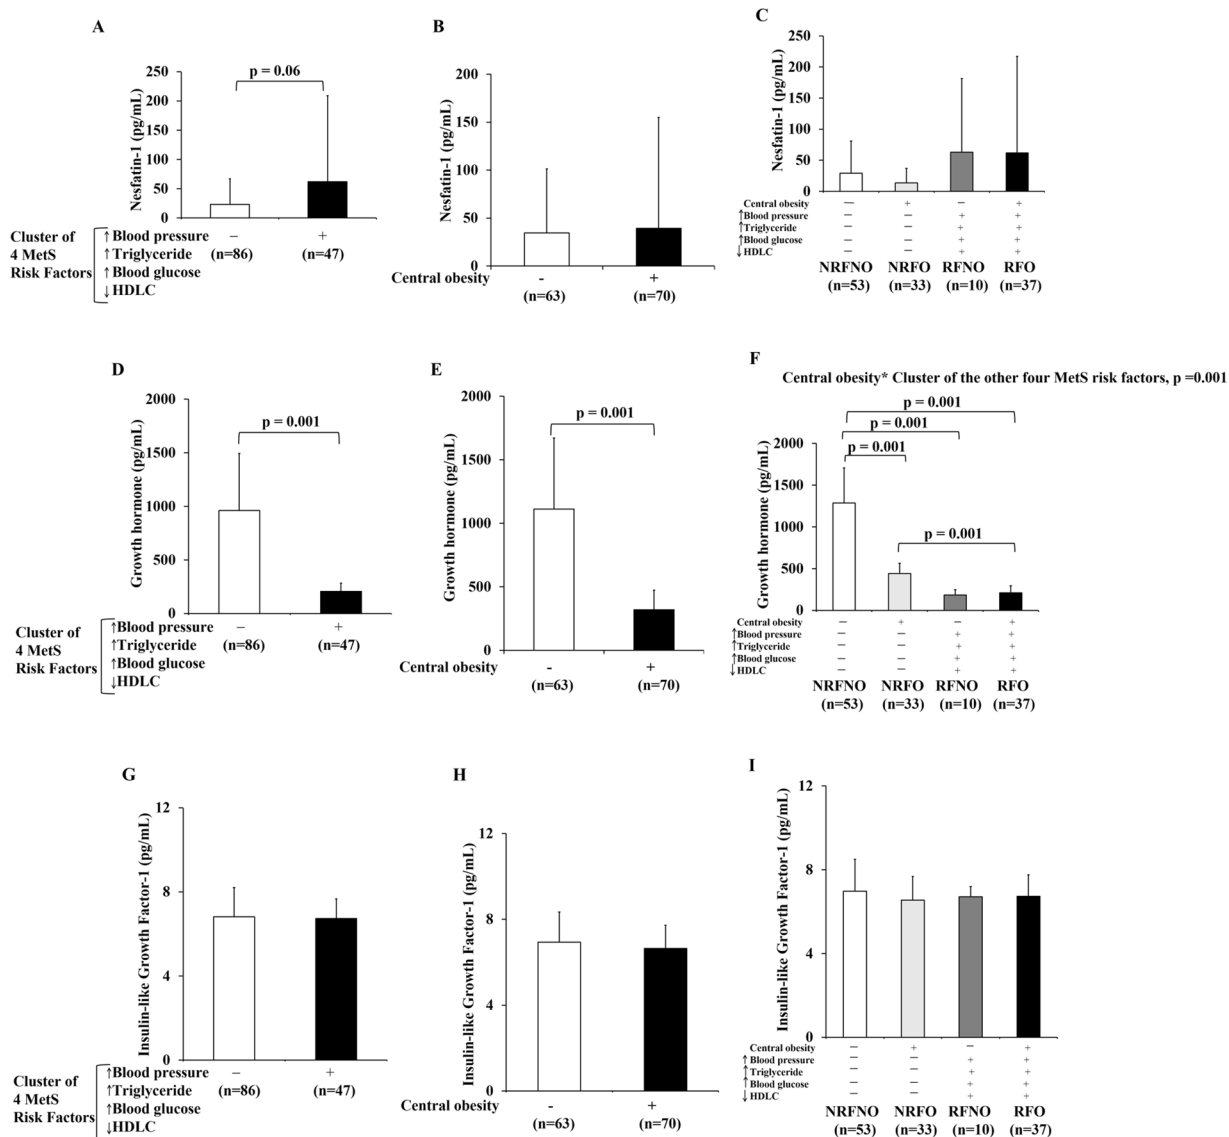 A
Nesfatin-1 (pg/mL)
250
200
150
100
50
0
p = 0.06
− +
(n=86) (n=47)
Cluster of
4 MetS
Risk Factors
↑ Blood pressure
↑ Triglyceride
↑ Blood glucose
↓ HDLC
B
Nesfatin-1 (pg/mL)
200
150
100
50
0
Central obesity - +
(n=63) (n=70)
C
Nesfatin-1 (pg/mL)
250
200
150
100
50
0
Central obesity − + − +
↑Blood pressure − − + +
↑Triglyceride − − + +
↑Blood glucose − − + +
↓HDLC − − + +
NRFNO NRFO RFNO RFO
(n=53) (n=33) (n=10) (n=37)
D
Growth hormone (pg/mL)
2000
1500
1000
500
0
p = 0.001
− +
(n=86) (n=47)
Cluster of
4 MetS
Risk Factors
↑Blood pressure
↑Triglyceride
↑Blood glucose
↓HDLC
E
Growth hormone (pg/mL)
2000
1500
1000
500
0
p = 0.001
Central obesity - +
(n=63) (n=70)
F
Central obesity* Cluster of the other four MetS risk factors, p =0.001
p = 0.001
p = 0.001
p = 0.001
p = 0.001
Growth hormone (pg/mL)
2000
1500
1000
500
0
Central obesity − + − +
↑Blood pressure − − + +
↑Triglyceride − − + +
↑Blood glucose − − + +
↓HDLC − − + +
NRFNO NRFO RFNO RFO
(n=53) (n=33) (n=10) (n=37)
G
Insulin-like Growth Factor-1 (pg/mL)
12
8
4
0
− +
(n=86) (n=47)
Cluster of
4 MetS
Risk Factors
↑Blood pressure
↑Triglyceride
↑Blood glucose
↓HDLC
H
Insulin-like Growth Factor-1 (pg/mL)
12
8
4
0
Central obesity - +
(n=63) (n=70)
I
Insulin-like Growth Factor-1 (pg/mL)
12
9
6
3
0
Central obesity − + − +
↑ Blood pressure − − + +
↑Triglyceride − − + +
↑ Blood glucose − − + +
↓ HDLC − − + +
NRFNO NRFO RFNO RFO
(n=53) (n=33) (n=10) (n=37)